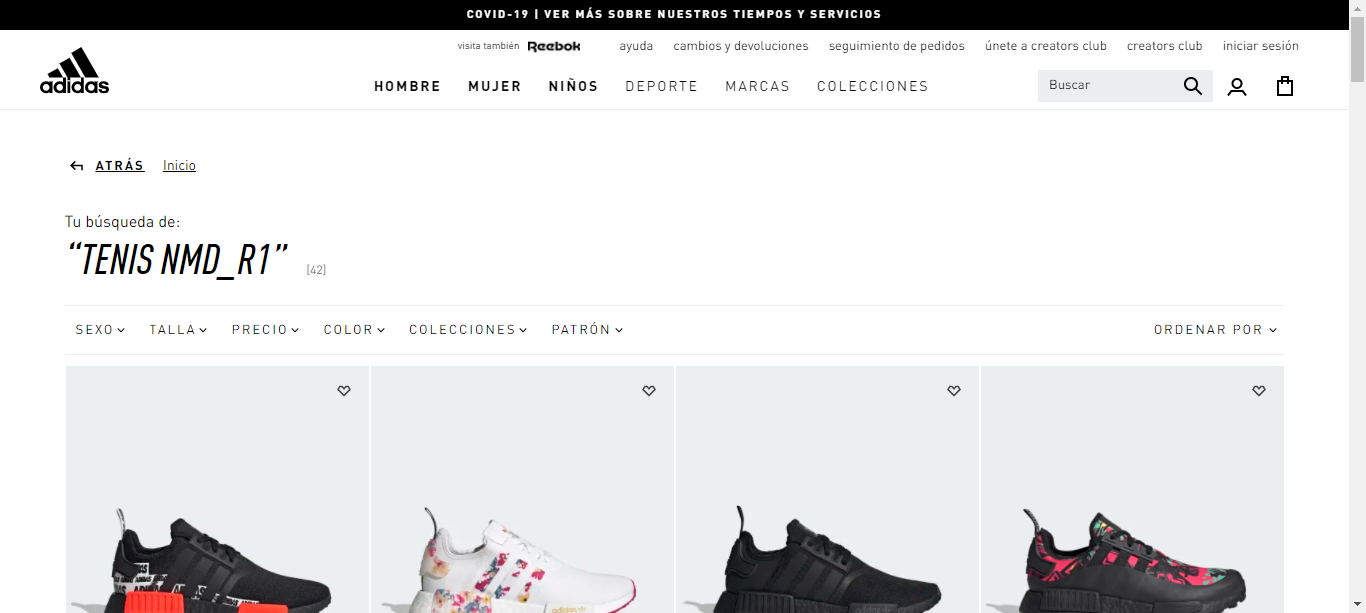 COVID-19 | VER MÁS SOBRE NUESTROS TIEMPOS Y SERVICIOS
visita también Reebok ayuda cambios y devoluciones seguimiento de pedidos únete a creators club creators club iniciar sesión
adidas
HOMBRE MUJER NIÑOS DEPORTE MARCAS COLECCIONES Buscar
ATRÁS Inicio
Tu búsqueda de:
“TENIS NMD_R1” [42]
SEXO TALLA PRECIO COLOR COLECCIONES PATRÓN ORDENAR POR